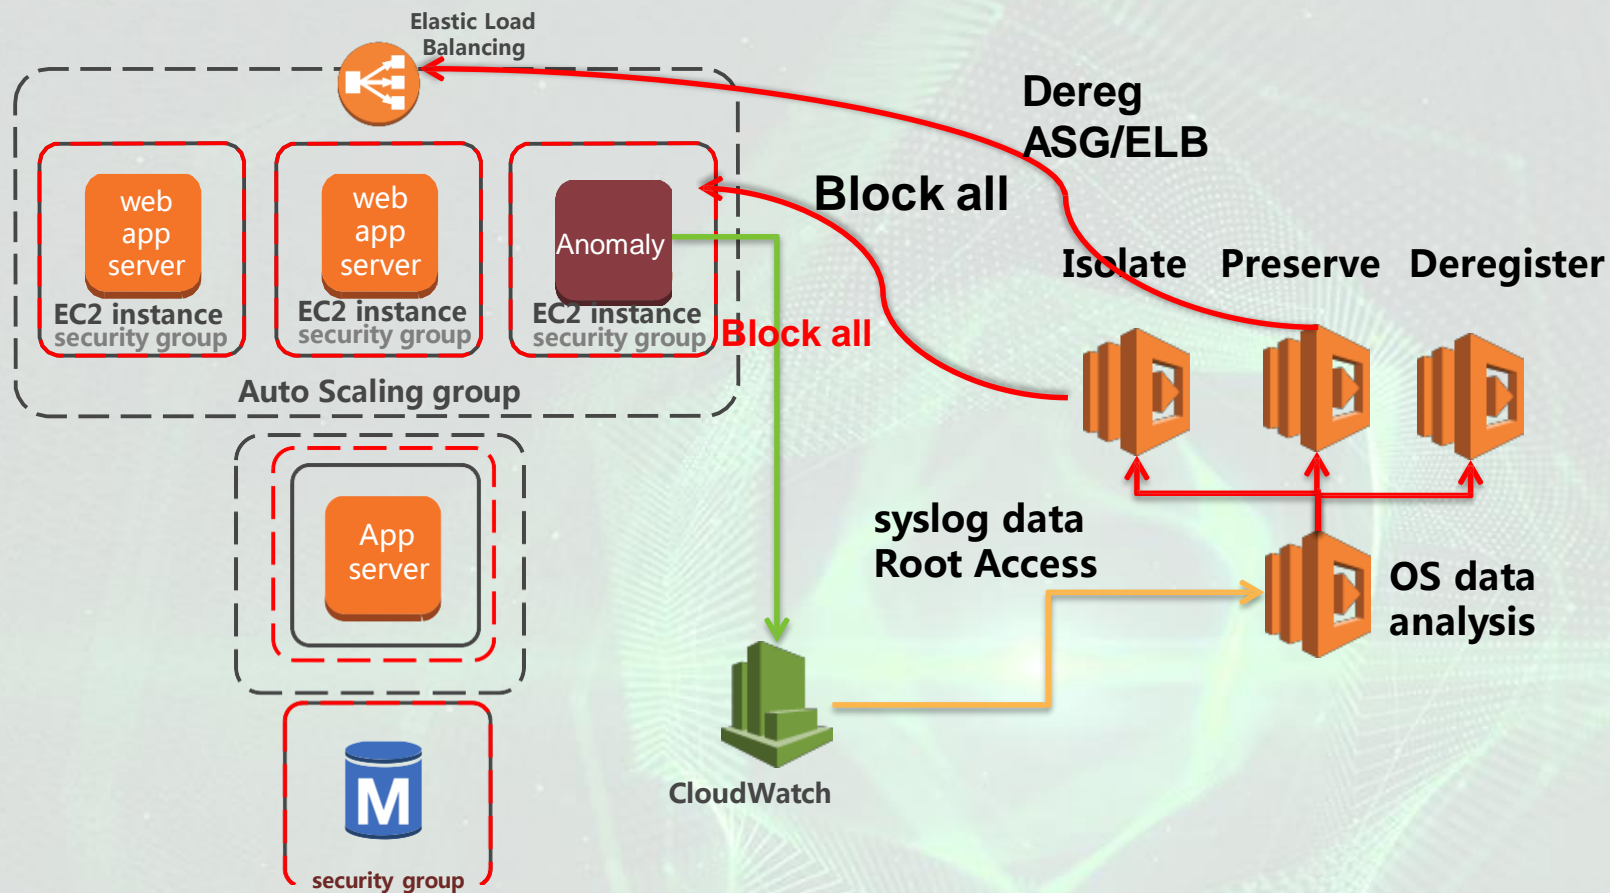 Elastic Load
Balancing
Dereg
ASG/ELB
Block all
web
app
server
EC2 instance
security group
web
app
server
EC2 instance
security group
Anomaly
EC2 instance
security group
Block all
Auto Scaling group
Isolate
Preserve
Deregister
App
server
syslog data
Root Access
OS data
analysis
CloudWatch
M
security group